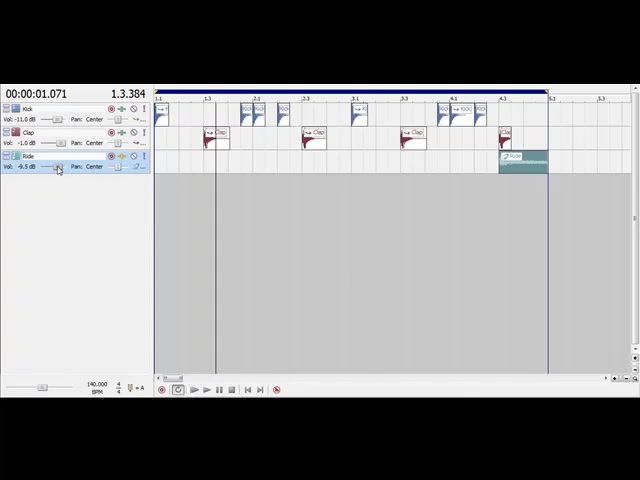 00:00:01.071 1.3.384
1.1 1.3 2.1 2.3 3.1 3.3 4.1 4.3 5.1 5.3
Kick
Vol: -11.0 dB Pan: Center
Clap
Vol: -1.0 dB Pan: Center
Ride
Vol: -9.5 dB Pan: Center
Kick Kick
Clap Clap Clap
Ride
140.000 4 = A
BPM 4